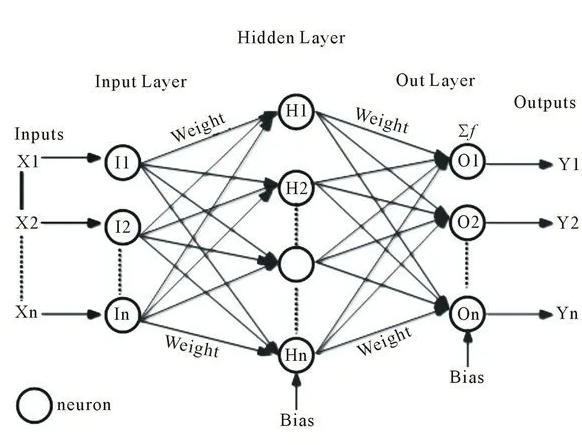 Hidden Layer
Input Layer
Out Layer
Outputs
Inputs
Weight
Weight
Σf
X1
I1
H1
O1
Y1
X2
I2
H2
O2
Y2
Xn
In
Hn
On
Yn
Weight
Weight
Bias
Bias
neuron